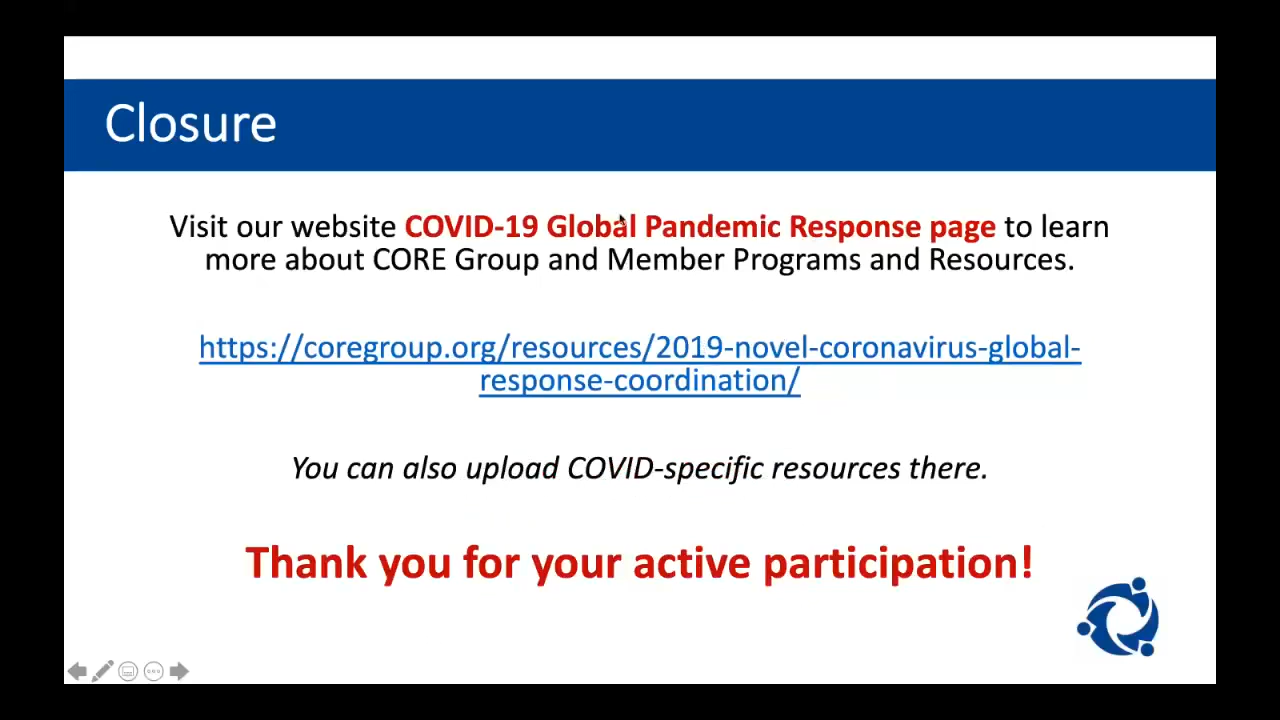 Closure
Visit our website COVID-19 Global Pandemic Response page to learn
more about CORE Group and Member Programs and Resources.
https://coregroup.org/resources/2019-novel-coronavirus-global-
response-coordination/
You can also upload COVID-specific resources there.
Thank you for your active participation!